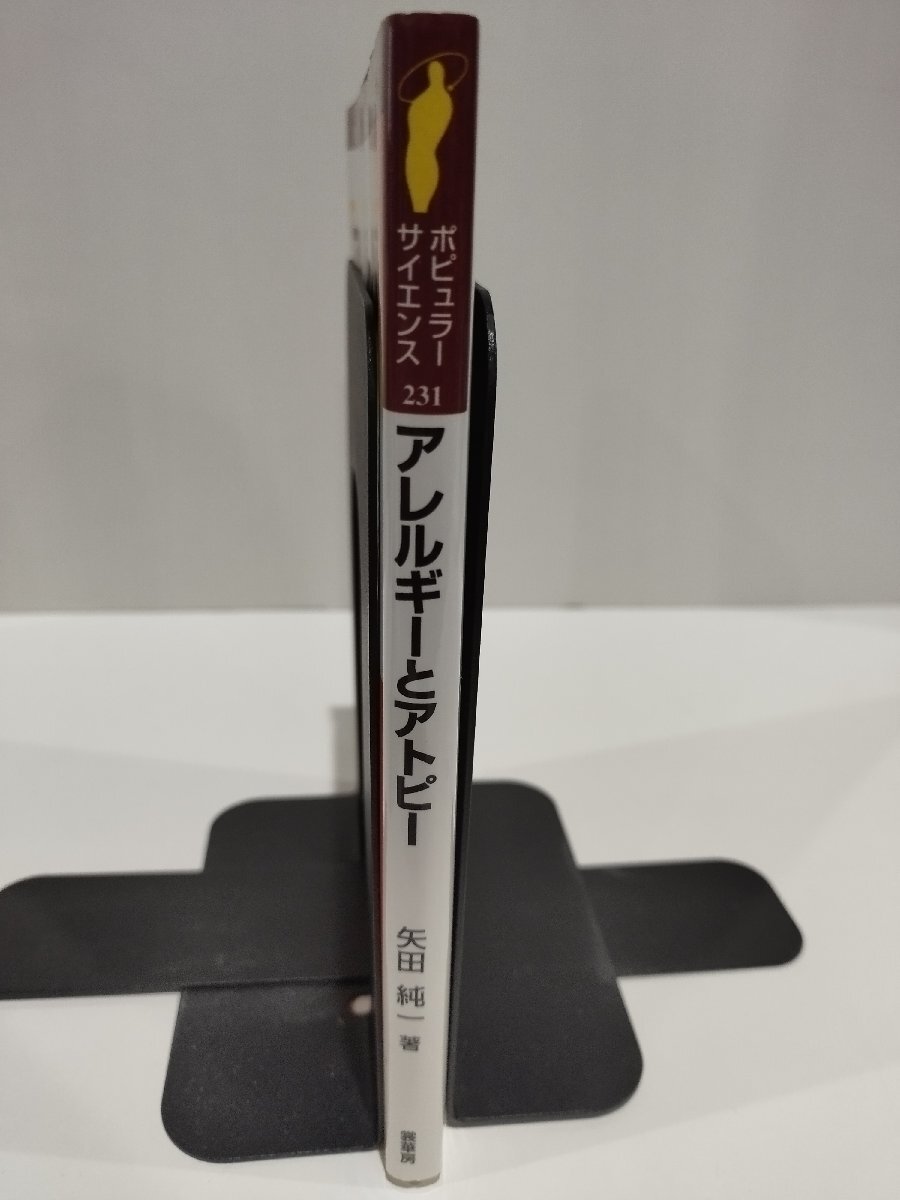 ポピュラー
サイエンス
231
アレルギーとアトピー
矢田 純一 著
裳華房